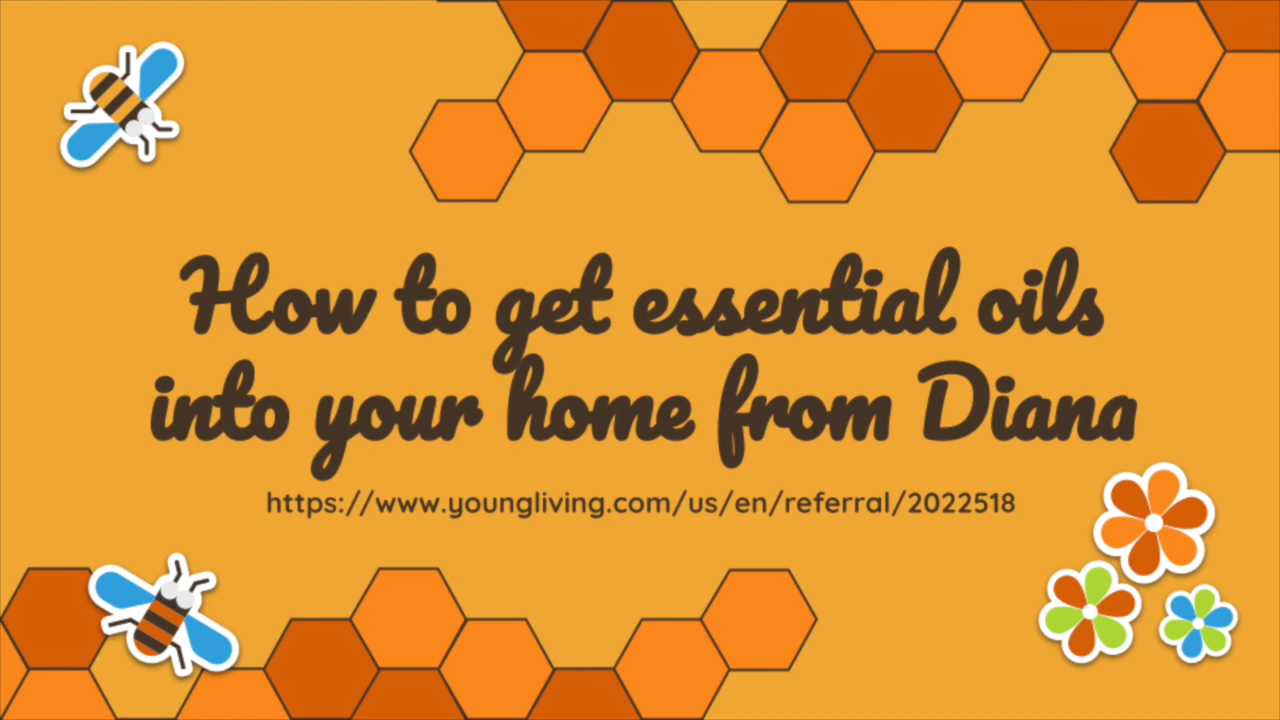 How to get essential oils
into your home from Diana
https://www.youngliving.com/us/en/referral/2022518